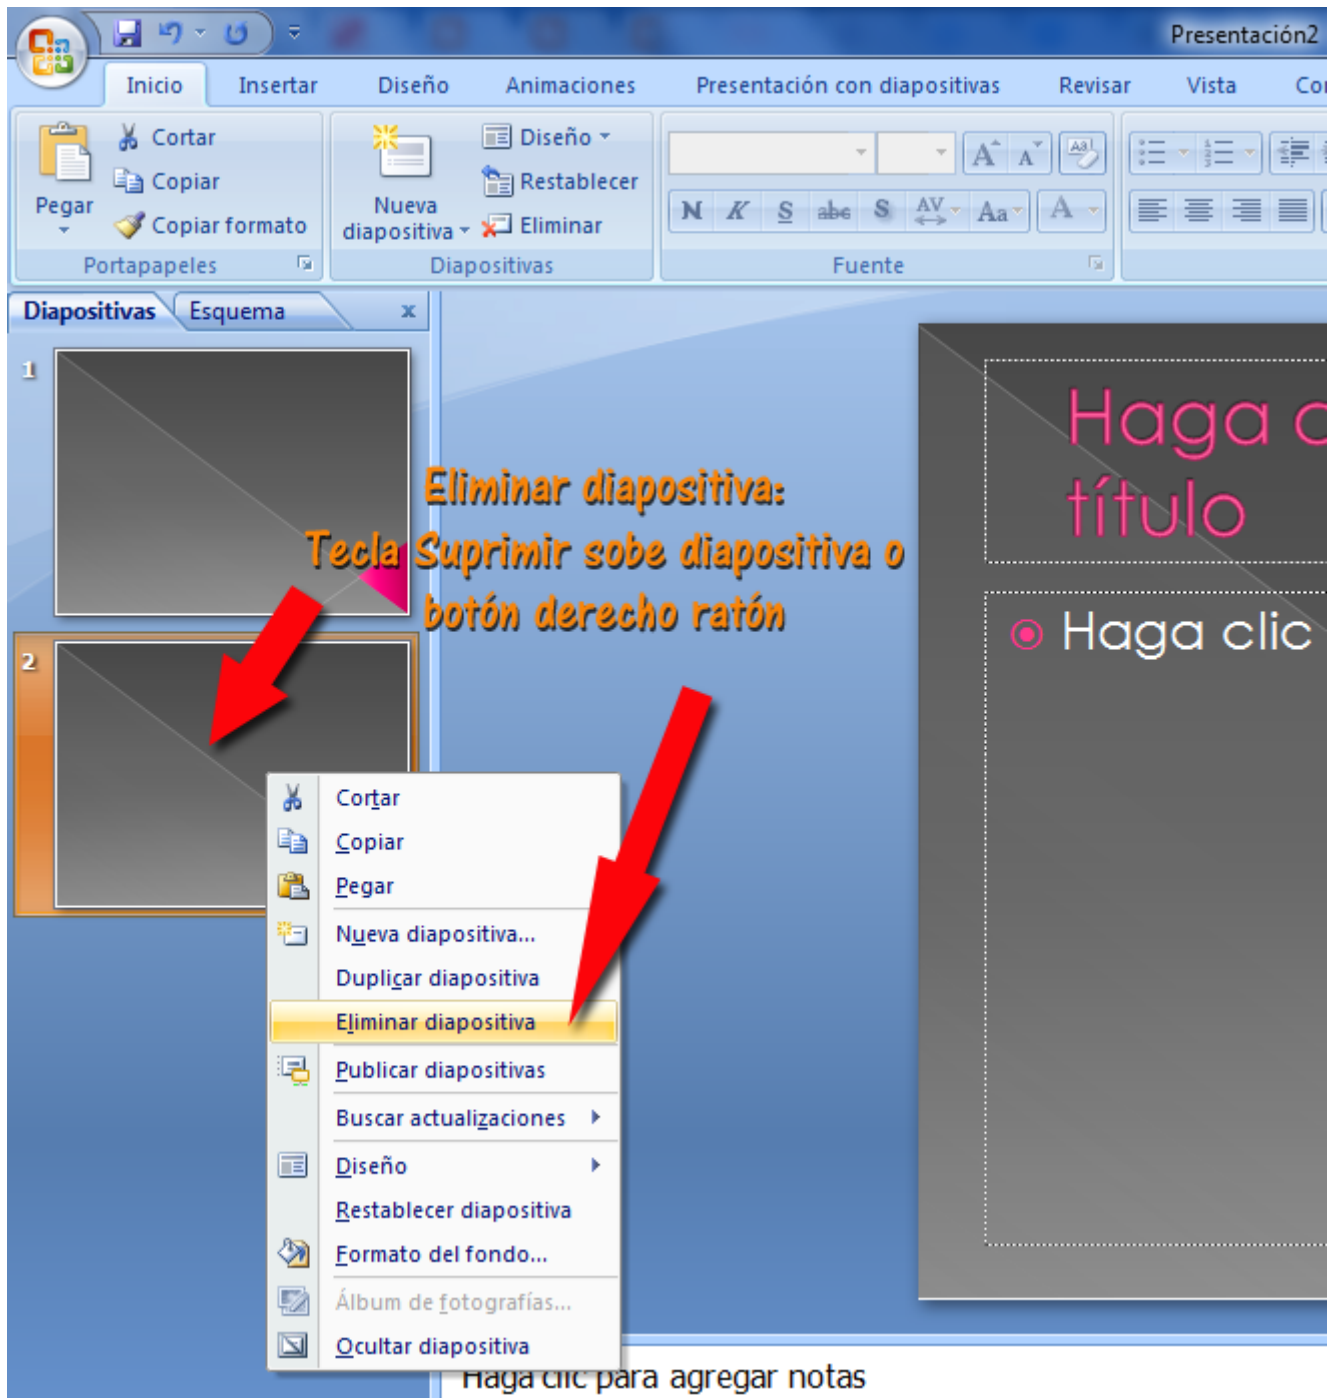 Presentación2
Inicio Insertar Diseño Animaciones Presentación con diapositivas Revisar Vista
Cortar
Copiar
Copiar formato
Pegar
Portapapeles
Nueva
diapositiva
Diseño
Restablecer
Eliminar
Diapositivas
N K S abc S AV Aa A
Fuente
Diapositivas Esquema x
1
2
Eliminar diapositiva:
Tecla Suprimir sobe diapositiva o
botón derecho ratón
Haga c
título
Haga clic
Cortar
Copiar
Pegar
Nueva diapositiva...
Duplicar diapositiva
Eliminar diapositiva
Publicar diapositivas
Buscar actualizaciones
Diseño
Restablecer diapositiva
Formato del fondo...
Álbum de fotografías...
Ocultar diapositiva
Haga clic para agregar notas